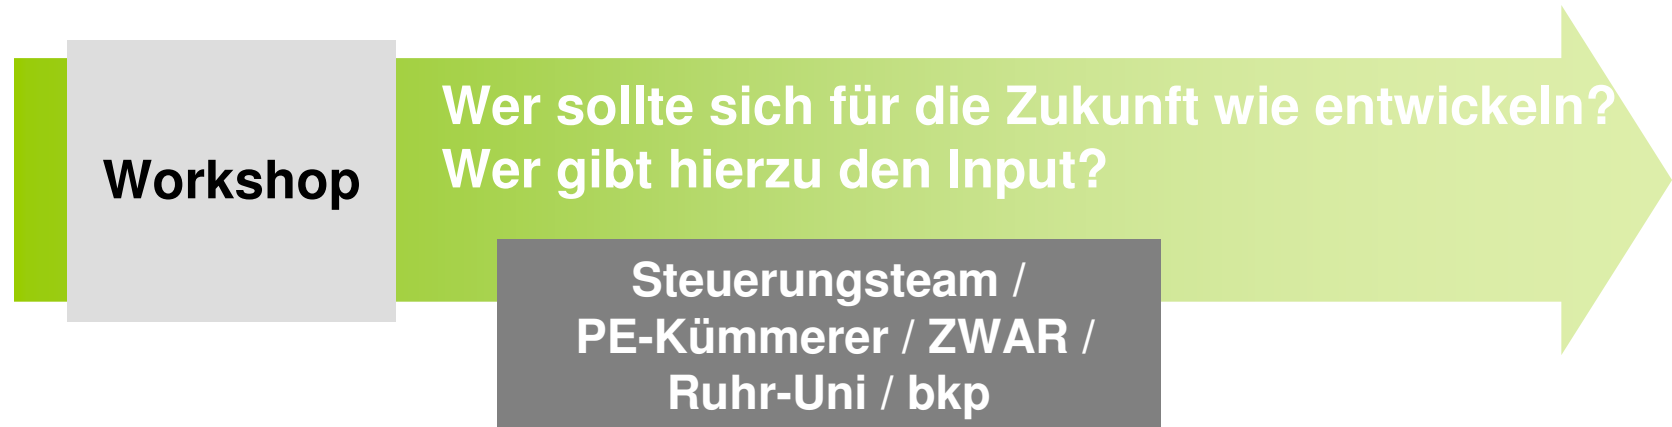 Workshop
Wer sollte sich für die Zukunft wie entwickeln?
Wer gibt hierzu den Input?
Steuerungsteam /
PE-Kümmerer / ZWAR /
Ruhr-Uni / bkp